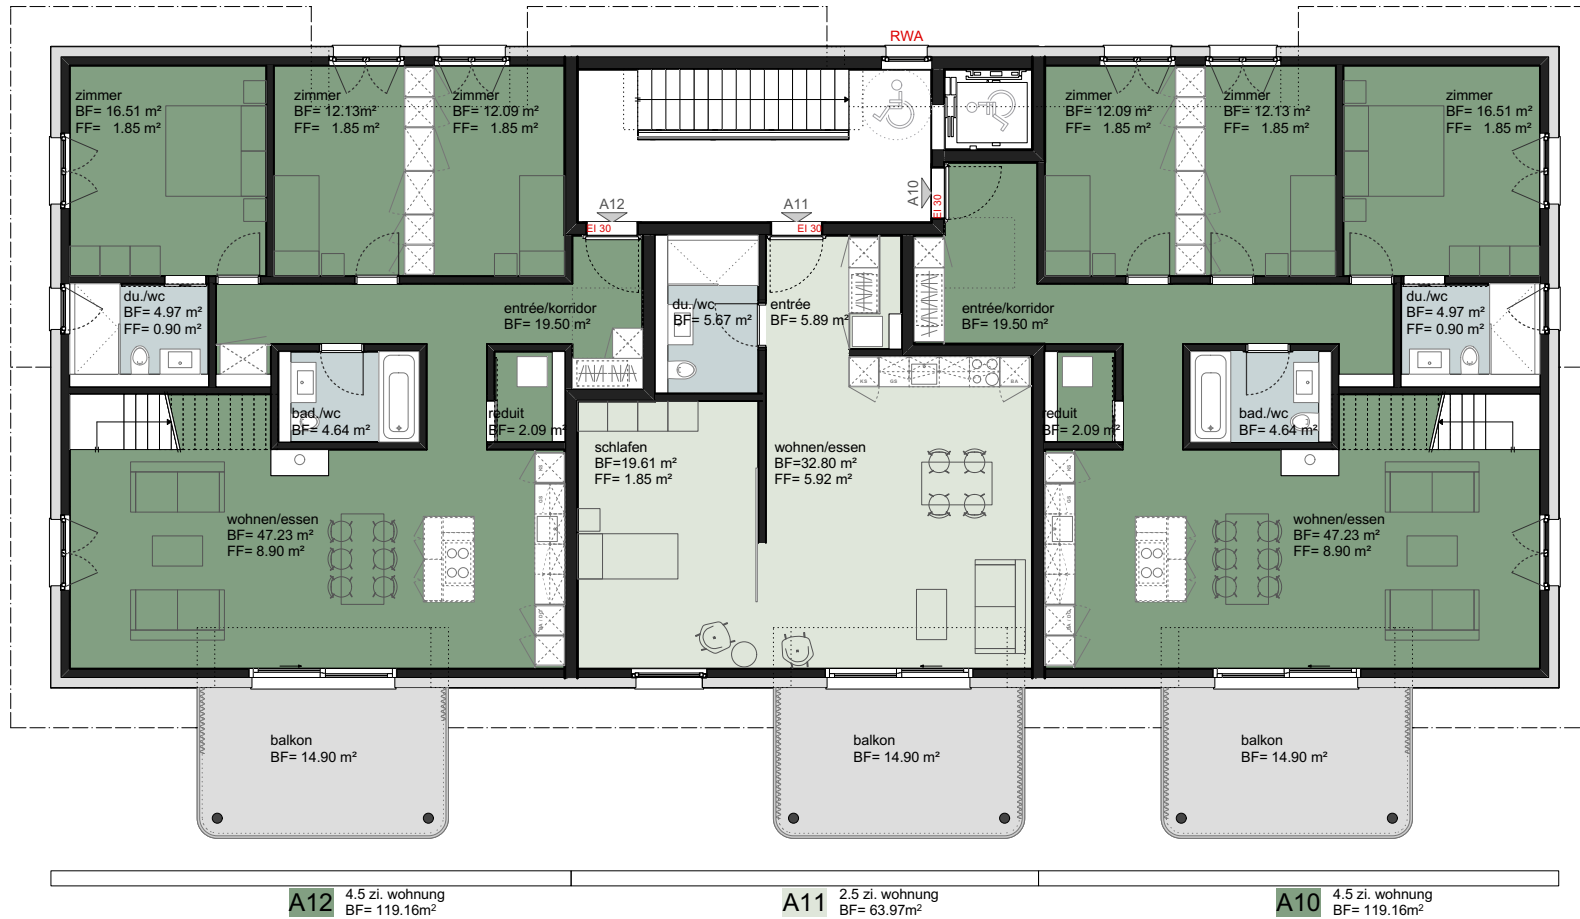 RWA
zimmer
BF= 16.51 m²
FF= 1.85 m²
zimmer
BF= 12.13m²
FF= 1.85 m²
zimmer
BF= 12.09 m²
FF= 1.85 m²
zimmer
BF= 12.09 m²
FF= 1.85 m²
zimmer
BF= 12.13 m²
FF= 1.85 m²
zimmer
BF= 16.51 m²
FF= 1.85 m²
A12
EI 30
A11
EI 30
A10
EI 30
du./wc
BF= 4.97 m²
FF= 0.90 m²
entrée/korridor
BF= 19.50 m²
du./wc
BF= 5.67 m²
entrée
BF= 5.89 m²
entrée/korridor
BF= 19.50 m²
du./wc
BF= 4.97 m²
FF= 0.90 m²
KS
GS
BA
bad./wc
BF= 4.64 m²
reduit
BF= 2.09 m²
schlafen
BF=19.61 m²
FF= 1.85 m²
wohnen/essen
BF=32.80 m²
FF= 5.92 m²
reduit
BF= 2.09 m²
bad./wc
BF= 4.64 m²
wohnen/essen
BF= 47.23 m²
FF= 8.90 m²
wohnen/essen
BF= 47.23 m²
FF= 8.90 m²
balkon
BF= 14.90 m²
balkon
BF= 14.90 m²
balkon
BF= 14.90 m²
A12
4.5 zi. wohnung
BF= 119.16m²
A11
2.5 zi. wohnung
BF= 63.97m²
A10
4.5 zi. wohnung
BF= 119.16m²